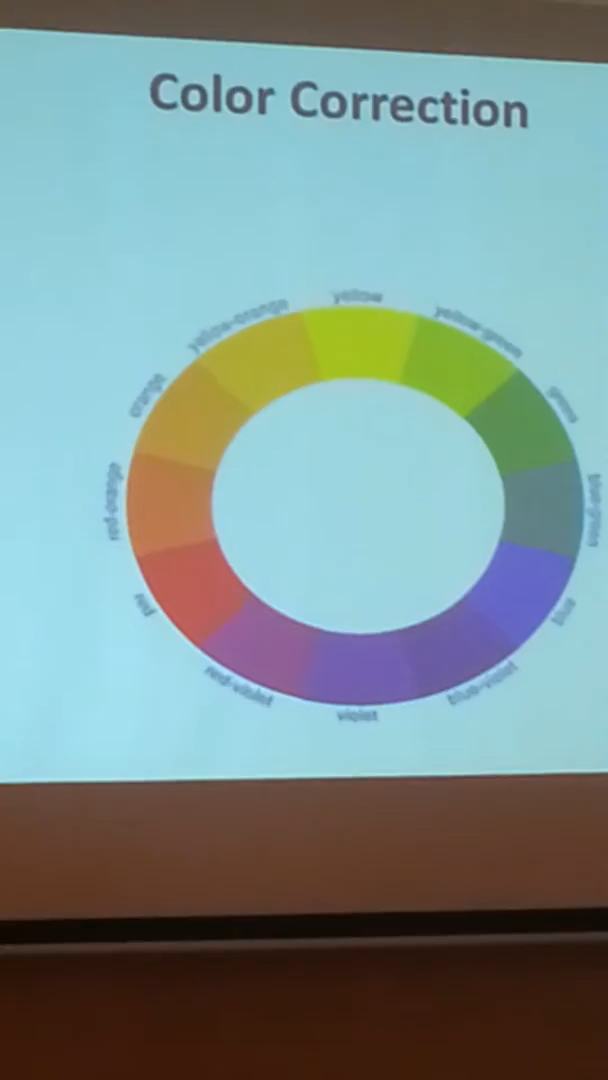 Color Correction
yellow
yellow-green
green
blue-green
blue
blue-violet
violet
red-violet
red
red-orange
orange
yellow-orange